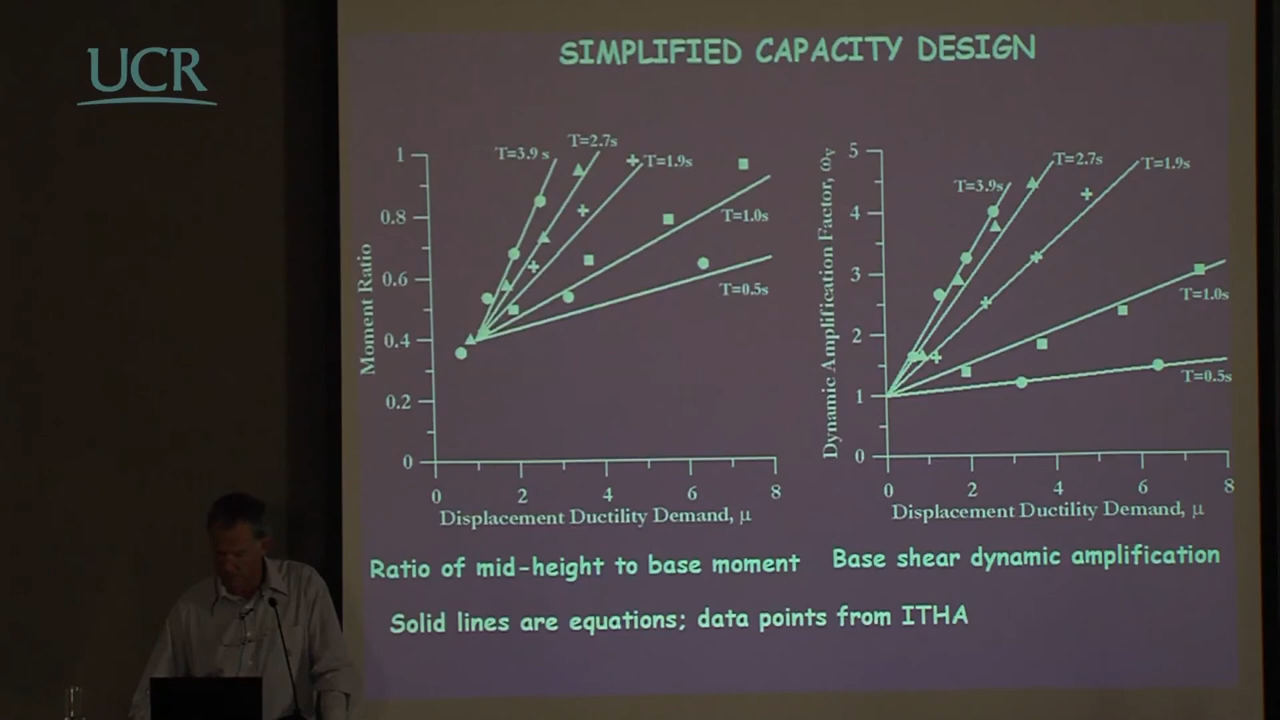 UCR
SIMPLIFIED CAPACITY DESIGN
Moment Ratio
1
0.8
0.6
0.4
0.2
0
0
2
4
6
8
T=3.9 s
T=2.7s
T=1.9s
T=1.0s
T=0.5s
Displacement Ductility Demand, μ
Dynamic Amplification Factor, ωv
5
4
3
2
1
0
0
2
4
6
8
T=3.9s
T=2.7s
T=1.9s
T=1.0s
T=0.5s
Displacement Ductility Demand, μ
Ratio of mid-height to base moment
Base shear dynamic amplification
Solid lines are equations; data points from ITHA